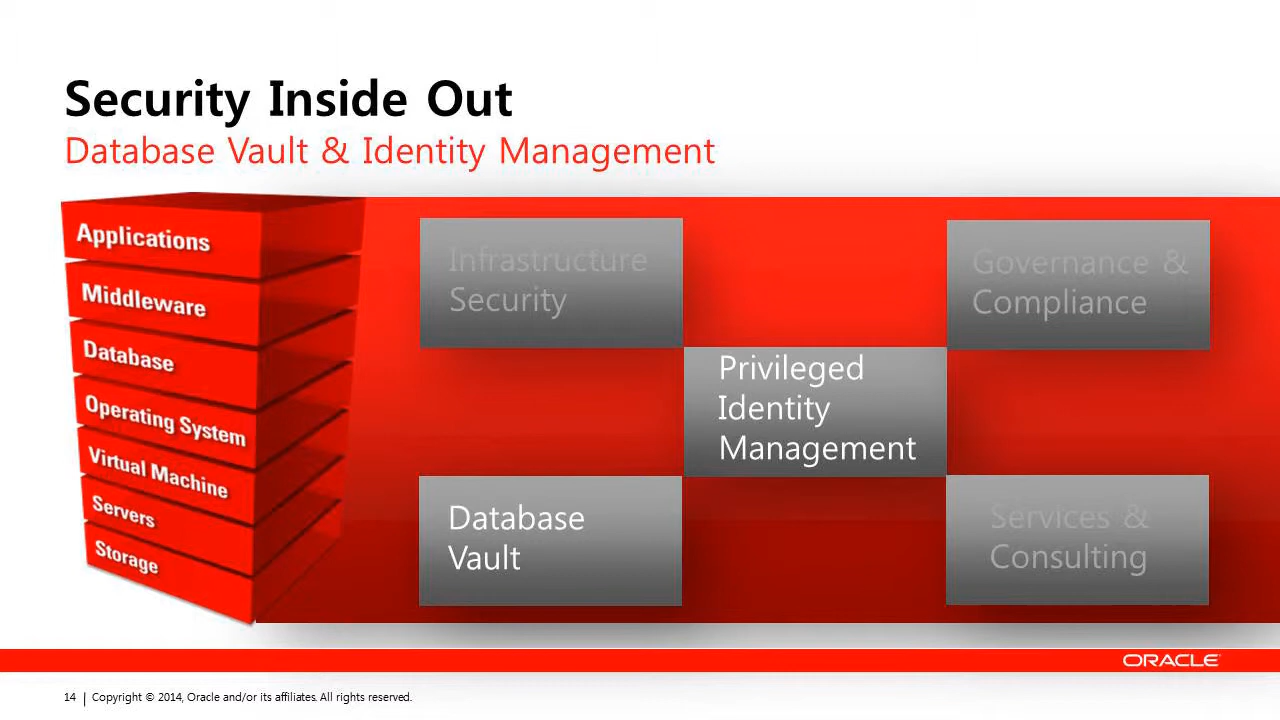 Security Inside Out
Database Vault & Identity Management
Applications
Middleware
Database
Operating System
Virtual Machine
Servers
Storage
Infrastructure
Security
Governance &
Compliance
Privileged
Identity
Management
Database
Vault
Services &
Consulting
ORACLE
14 | Copyright © 2014, Oracle and/or its affiliates. All rights reserved.